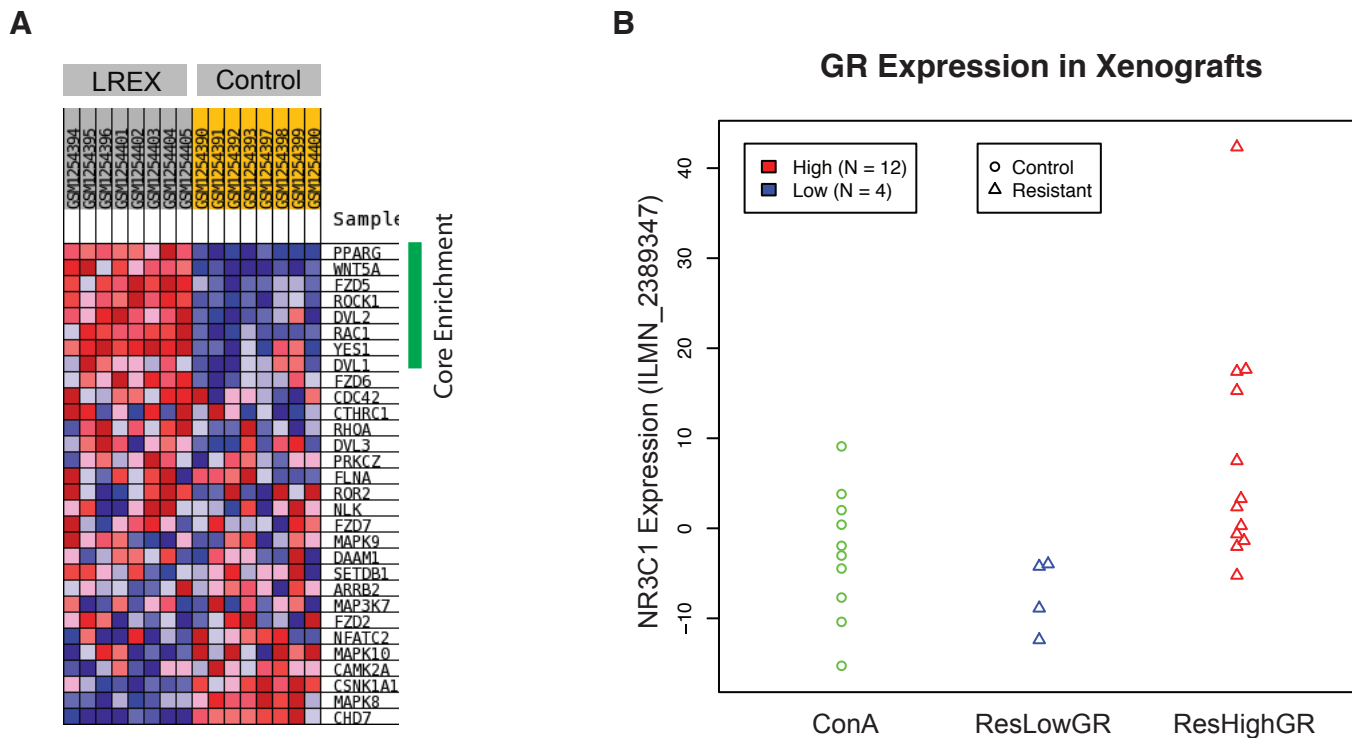 A
LREX Control
GSM1254394
GSM1254395
GSM1254396
GSM1254401
GSM1254402
GSM1254403
GSM1254404
GSM1254405
GSM1254390
GSM1254391
GSM1254392
GSM1254393
GSM1254397
GSM1254398
GSM1254399
GSM1254400
Sample
PPARG
WNT5A
FZD5
ROCK1
DVL2
RAC1
YES1
DVL1
FZD6
CDC42
CTHRC1
RHOA
DVL3
PRKCZ
FLNA
ROR2
NLK
FZD7
MAPK9
DAAM1
SETDB1
ARRB2
MAP3K7
FZD2
NFATC2
MAPK10
CAMK2A
CSNK1A1
MAPK8
CHD7
Core Enrichment
B
GR Expression in Xenografts
High (N = 12)
Low (N = 4)
Control
Resistant
NR3C1 Expression (ILMN_2389347)
40
30
20
10
0
−10
ConA ResLowGR ResHighGR